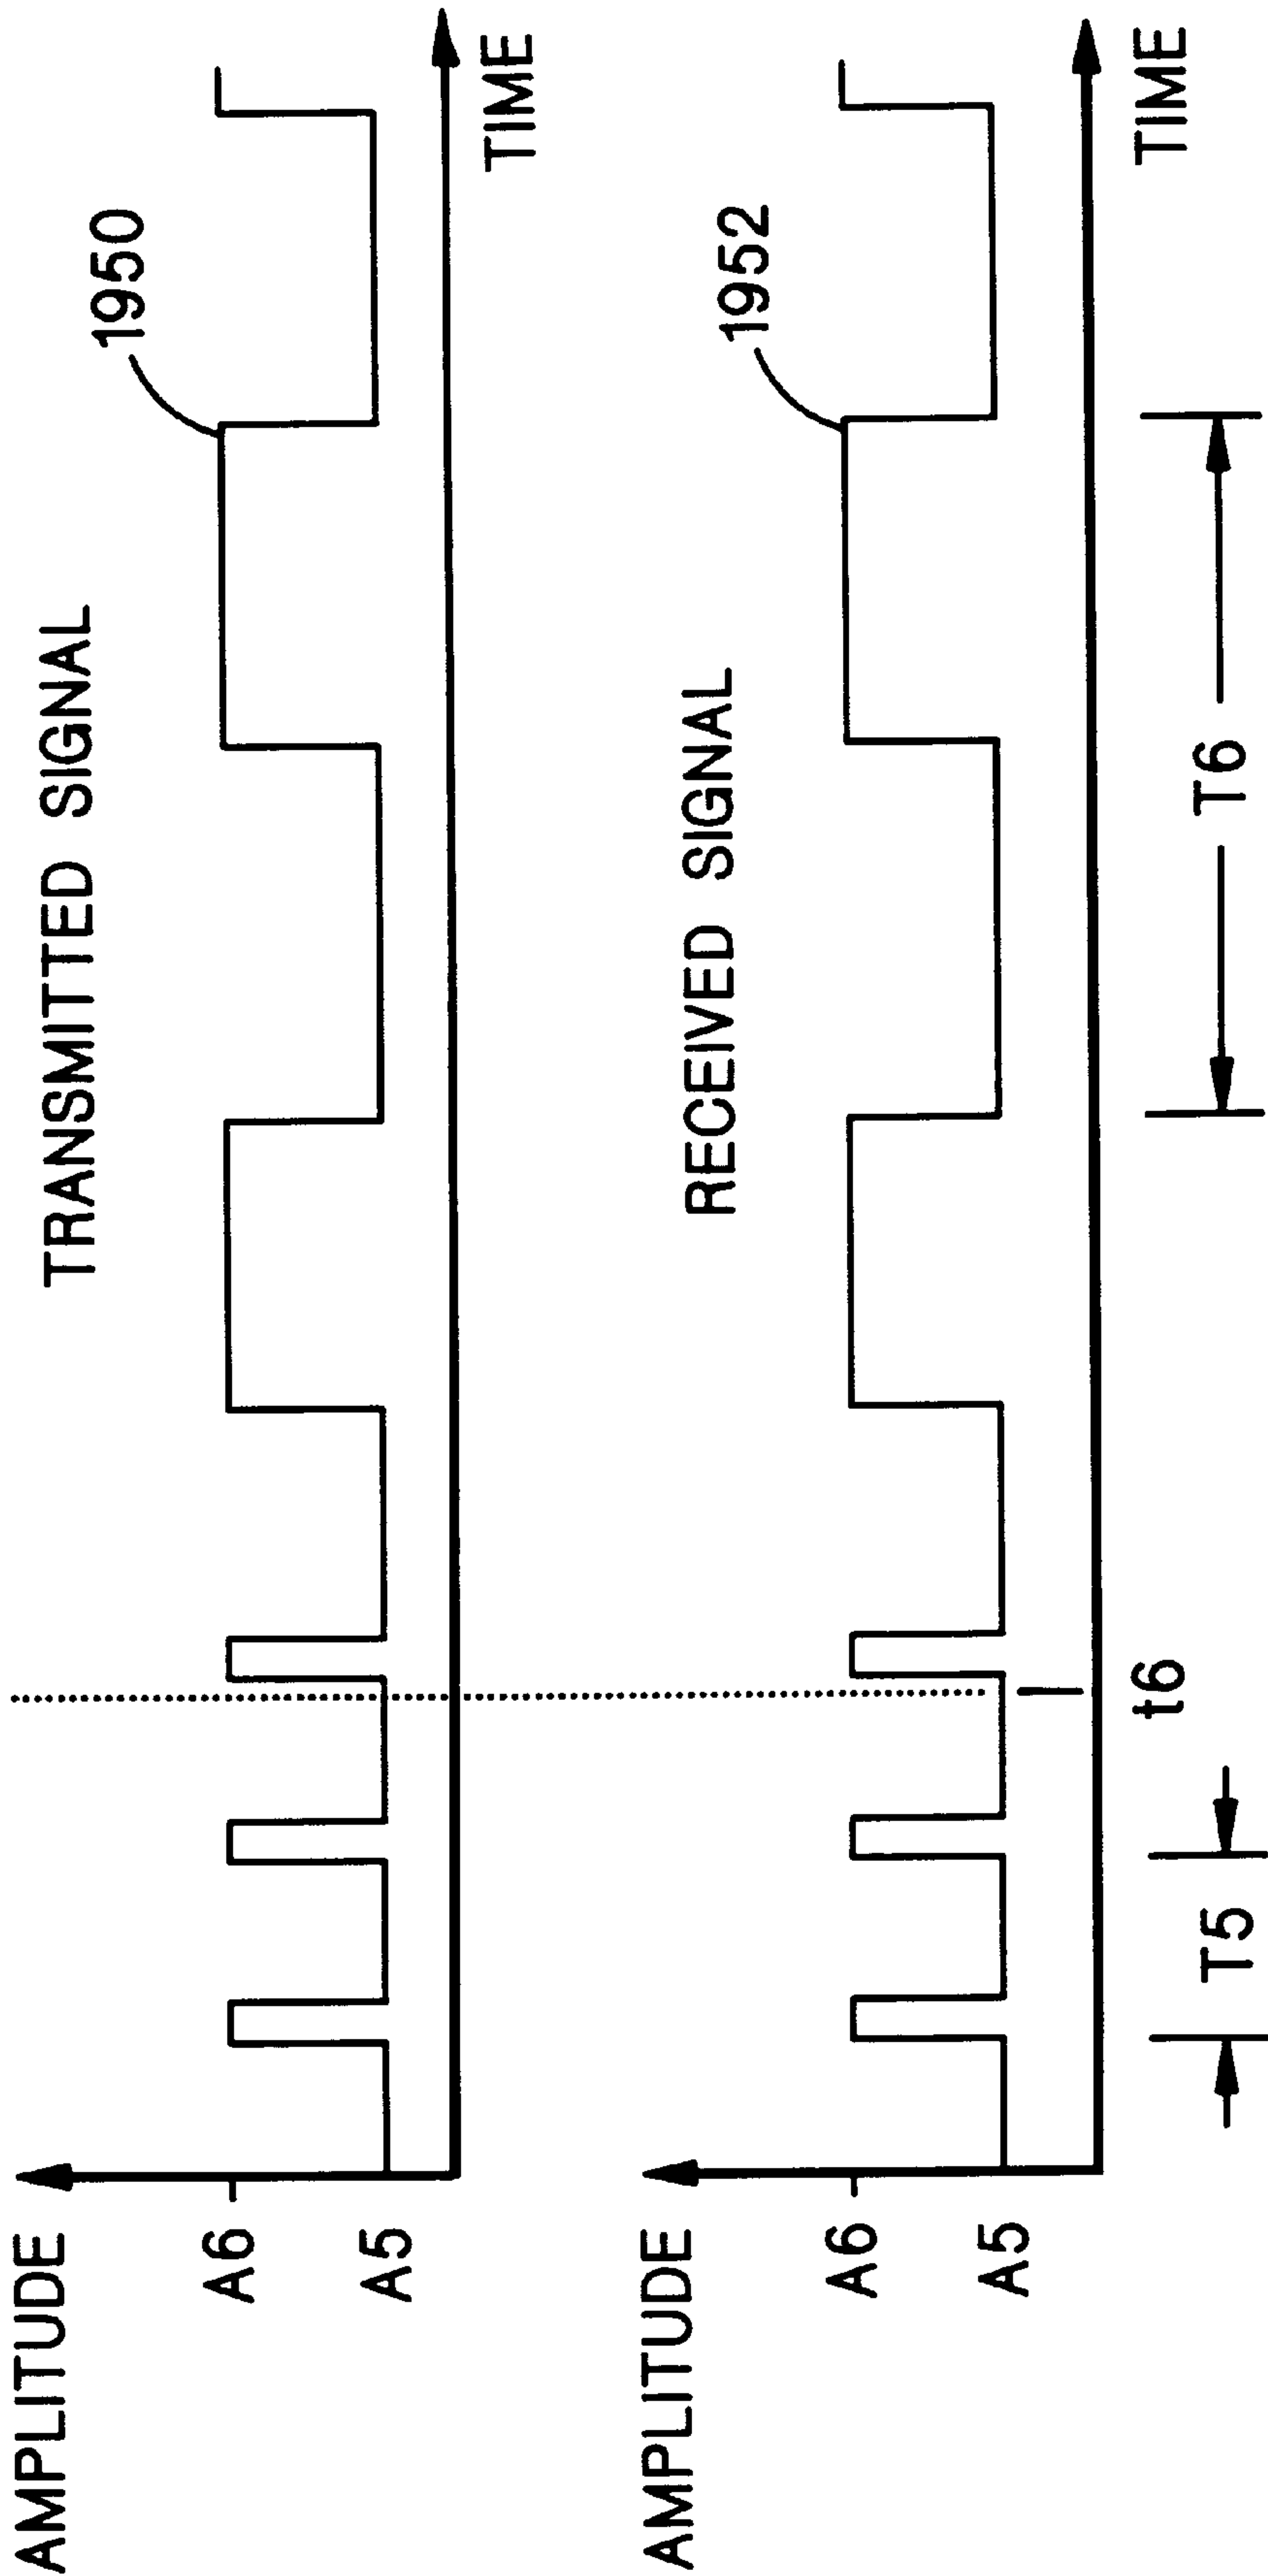 TRANSMITTED SIGNAL
AMPLITUDE
1950
A6
A5
TIME
RECEIVED SIGNAL
AMPLITUDE
1952
A6
A5
TIME
t6
T5
T6